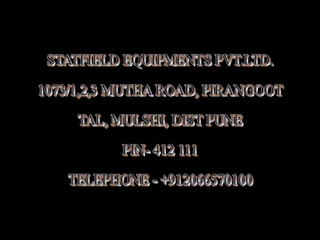 STATFIELD EQUIPMENTS PVT.LTD.
1073/1,2,3 MUTHA ROAD, PIRANGOOT
TAL, MULSHI, DIST PUNE
PIN- 412 111
TELEPHONE - +912066570100